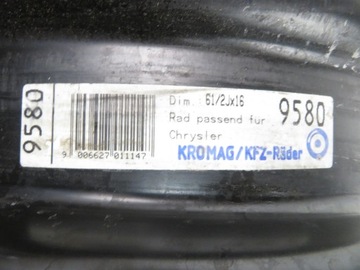 9580
Dim. 61/2Jx16
Rad passend für
Chrysler
9580
KROMAG/KFZ-Räder
9 006627 011147